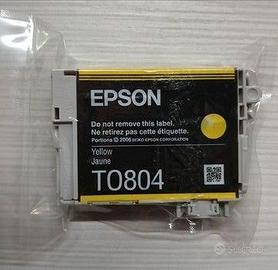 EPSON
Do not remove this label.
Ne retirez pas cette étiquette.
Portions © 2006 SEIKO EPSON CORPORATION
Yellow
Jaune
T0804